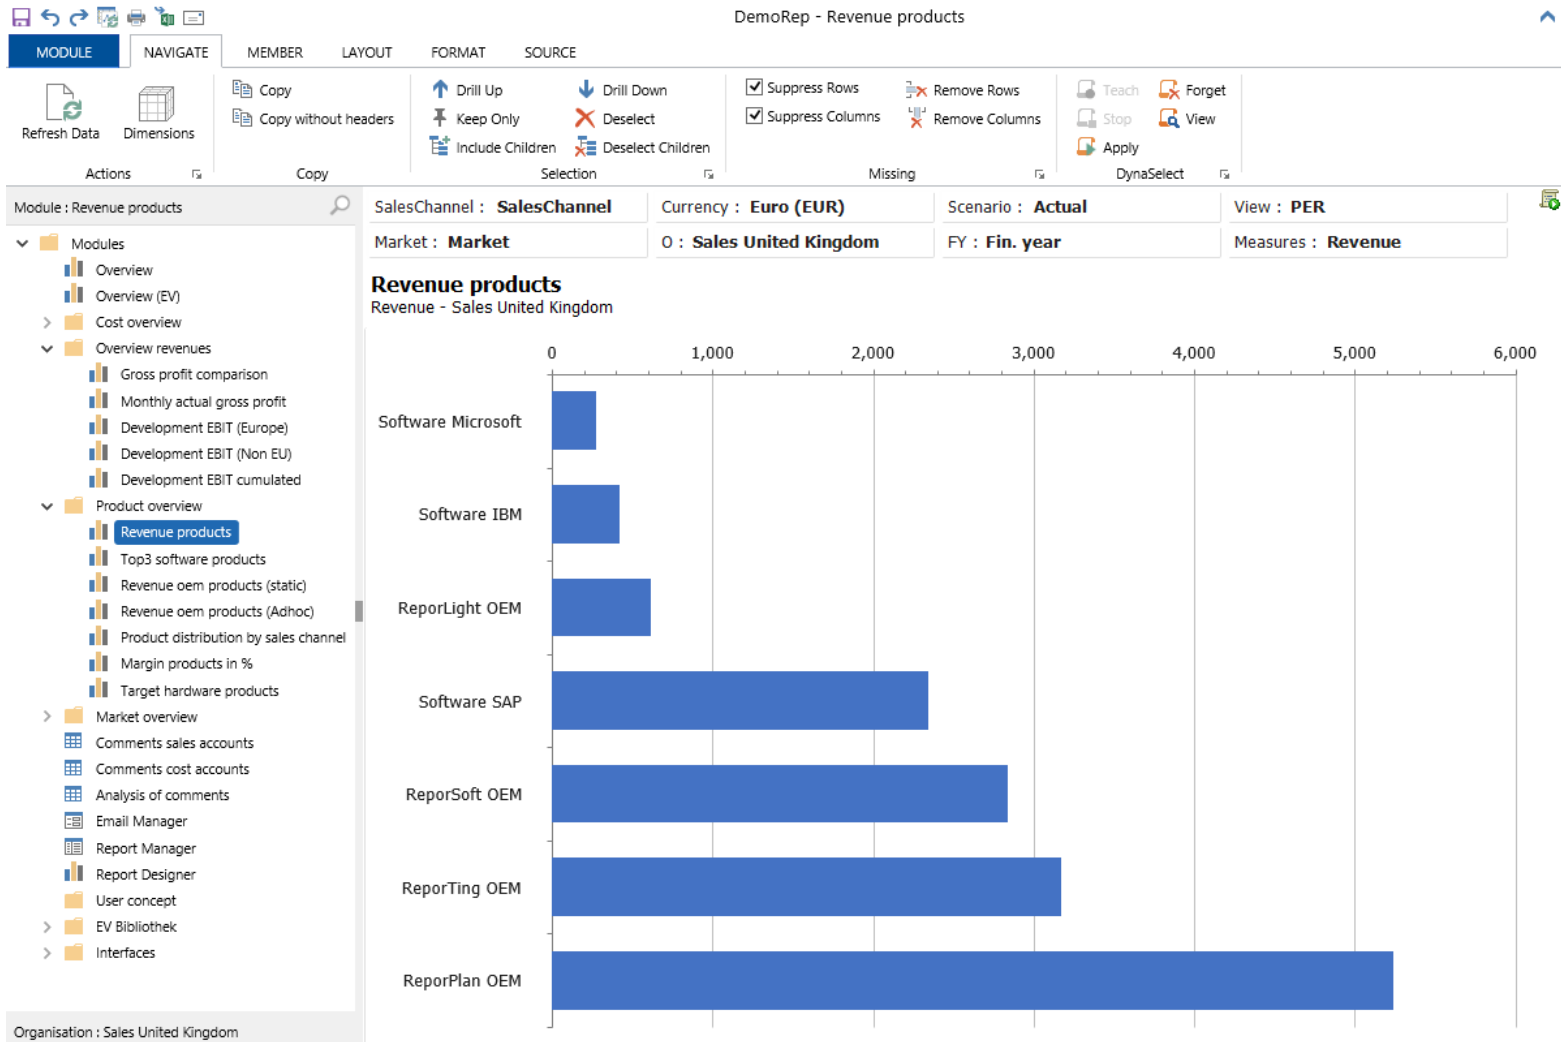 DemoRep - Revenue products
MODULE NAVIGATE MEMBER LAYOUT FORMAT SOURCE
Refresh Data
Dimensions
Actions
Copy
Copy without headers
Copy
Drill Up
Keep Only
Include Children
Drill Down
Deselect
Deselect Children
Selection
Suppress Rows
Suppress Columns
Remove Rows
Remove Columns
Missing
Teach
Stop
Apply
Forget
View
DynaSelect
Module : Revenue products
Modules
Overview
Overview (EV)
Cost overview
Overview revenues
Gross profit comparison
Monthly actual gross profit
Development EBIT (Europe)
Development EBIT (Non EU)
Development EBIT cumulated
Product overview
Revenue products
Top3 software products
Revenue oem products (static)
Revenue oem products (Adhoc)
Product distribution by sales channel
Margin products in %
Target hardware products
Market overview
Comments sales accounts
Comments cost accounts
Analysis of comments
Email Manager
Report Manager
Report Designer
User concept
EV Bibliothek
Interfaces
Organisation : Sales United Kingdom
SalesChannel : SalesChannel
Currency : Euro (EUR)
Scenario : Actual
View : PER
Market : Market
O : Sales United Kingdom
FY : Fin. year
Measures : Revenue
Revenue products
Revenue - Sales United Kingdom
0 1,000 2,000 3,000 4,000 5,000 6,000
Software Microsoft
Software IBM
ReporLight OEM
Software SAP
ReporSoft OEM
ReporTing OEM
ReporPlan OEM